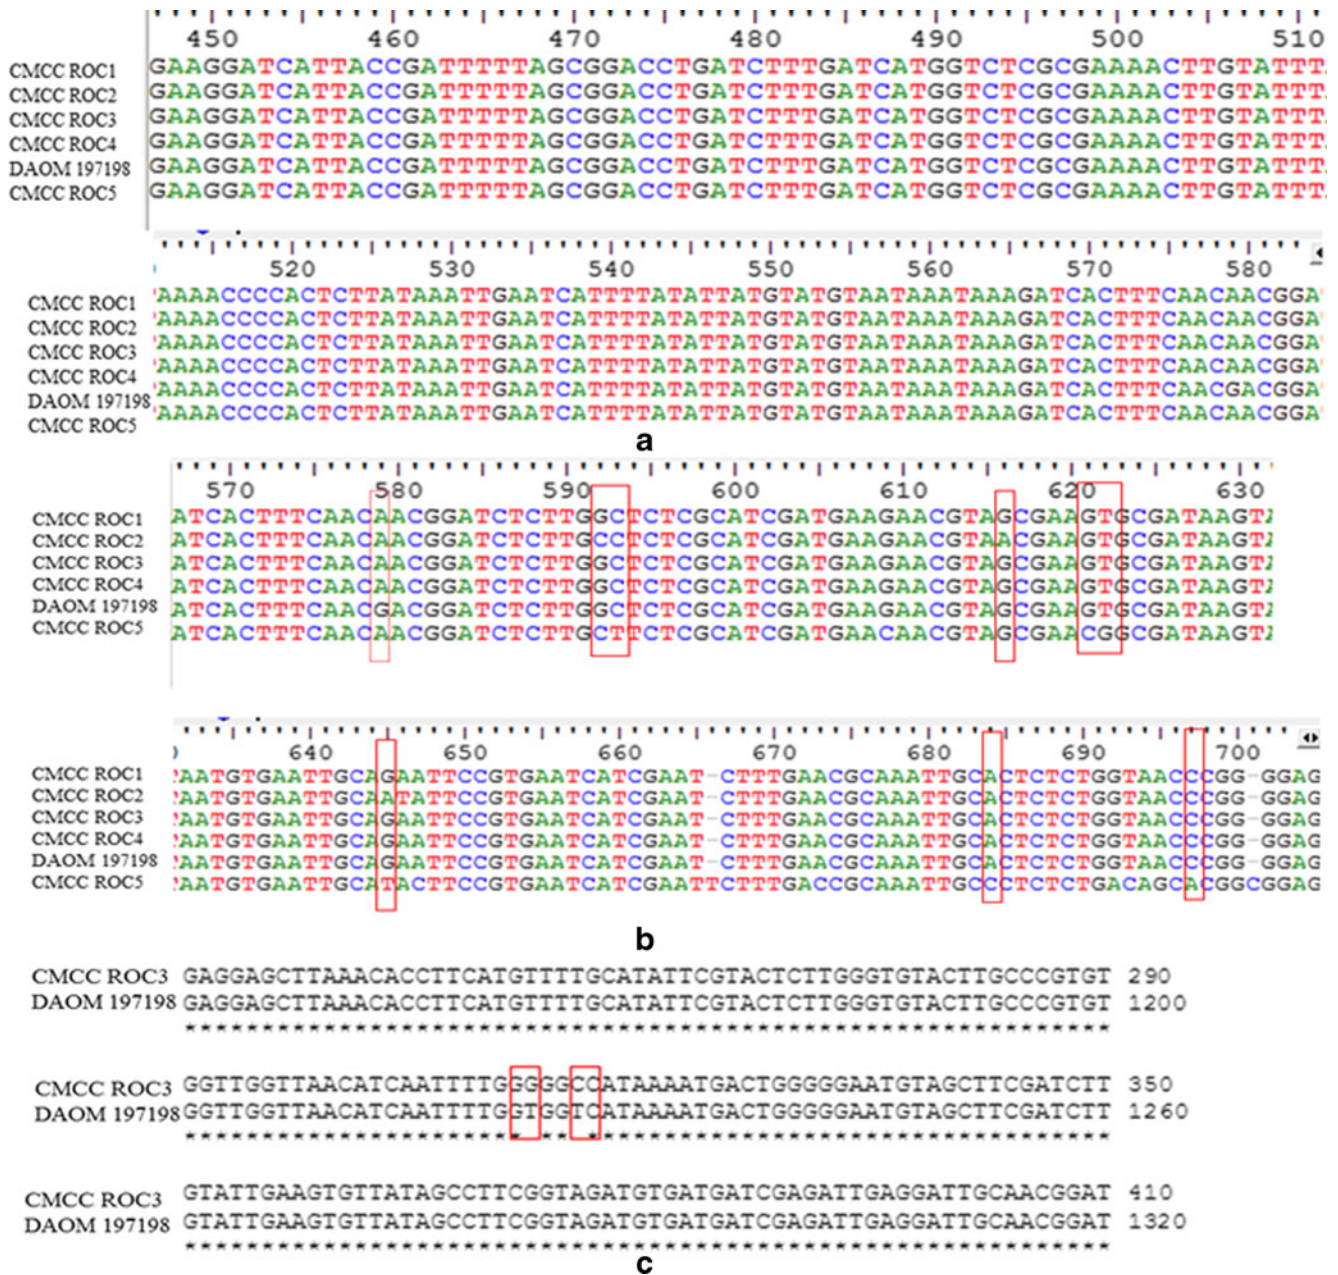 450 460 470 480 490 500 510
CMCC ROC1 GAAGGATCATTACCGATTTTTAGCGGACCTGATCTTTGATCATGGTCTCGCGAAAACTTGTATTT
CMCC ROC2 GAAGGATCATTACCGATTTTTAGCGGACCTGATCTTTGATCATGGTCTCGCGAAAACTTGTATTT
CMCC ROC3 GAAGGATCATTACCGATTTTTAGCGGACCTGATCTTTGATCATGGTCTCGCGAAAACTTGTATTT
CMCC ROC4 GAAGGATCATTACCGATTTTTAGCGGACCTGATCTTTGATCATGGTCTCGCGAAAACTTGTATTT
DAOM 197198 GAAGGATCATTACCGATTTTTAGCGGACCTGATCTTTGATCATGGTCTCGCGAAAACTTGTATTT
CMCC ROC5 GAAGGATCATTACCGATTTTTAGCGGACCTGATCTTTGATCATGGTCTCGCGAAAACTTGTATTT
520 530 540 550 560 570 580
CMCC ROC1 AAAACCCCACTCTTATAAATTGAATCATTTTATATTATGTATGTAATAAATAAAGATCACTTTCAACAACGGA
CMCC ROC2 AAAACCCCACTCTTATAAATTGAATCATTTTATATTATGTATGTAATAAATAAAGATCACTTTCAACAACGGA
CMCC ROC3 AAAACCCCACTCTTATAAATTGAATCATTTTATATTATGTATGTAATAAATAAAGATCACTTTCAACAACGGA
CMCC ROC4 AAAACCCCACTCTTATAAATTGAATCATTTTATATTATGTATGTAATAAATAAAGATCACTTTCAACAACGGA
DAOM 197198 AAAACCCCACTCTTATAAATTGAATCATTTTATATTATGTATGTAATAAATAAAGATCACTTTCAACGACGGA
CMCC ROC5 AAAACCCCACTCTTATAAATTGAATCATTTTATATTATGTATGTAATAAATAAAGATCACTTTCAACAACGGA
a
570 580 590 600 610 620 630
CMCC ROC1 ATCACTTTCAACAACGGATCTCTTGGCTCTCGCATCGATGAAGAACGTAGCGAAGTGCGATAAGTA
CMCC ROC2 ATCACTTTCAACAACGGATCTCTTGCCTCTCGCATCGATGAAGAACGTAACGAAGTGCGATAAGTA
CMCC ROC3 ATCACTTTCAACAACGGATCTCTTGGCTCTCGCATCGATGAAGAACGTAGCGAAGTGCGATAAGTA
CMCC ROC4 ATCACTTTCAACAACGGATCTCTTGGCTCTCGCATCGATGAAGAACGTAGCGAAGTGCGATAAGTA
DAOM 197198 ATCACTTTCAACGACGGATCTCTTGGCTCTCGCATCGATGAAGAACGTAGCGAAGTGCGATAAGTA
CMCC ROC5 ATCACTTTCAACAACGGATCTCTTGCTTCTCGCATCGATGAACAACGTAGCGAACGGCGATAAGTA
640 650 660 670 680 690 700
CMCC ROC1 AATGTGAATTGCAGAATTCCGTGAATCATCGAAT-CTTTGAACGCAAATTGCACTCTCTGGTAACCCGG-GGAG
CMCC ROC2 AATGTGAATTGCAATATTCCGTGAATCATCGAAT-CTTTGAACGCAAATTGCACTCTCTGGTAACCCGG-GGAG
CMCC ROC3 AATGTGAATTGCAGAATTCCGTGAATCATCGAAT-CTTTGAACGCAAATTGCACTCTCTGGTAACCCGG-GGAG
CMCC ROC4 AATGTGAATTGCAGAATTCCGTGAATCATCGAAT-CTTTGAACGCAAATTGCACTCTCTGGTAACCCGG-GGAG
DAOM 197198 AATGTGAATTGCAGAATTCCGTGAATCATCGAAT-CTTTGAACGCAAATTGCACTCTCTGGTAACCCGG-GGAG
CMCC ROC5 AATGTGAATTGCATACTTCCGTGAATCATCGAATTCTTTGACCGCAAATTGCCCTCTCTGACAGCACGGCGGAG
b
CMCC ROC3 GAGGAGCTTAAACACCTTCATGTTTTGCATATTCGTACTCTTGGGTGTACTTGCCCGTGT 290
DAOM 197198 GAGGAGCTTAAACACCTTCATGTTTTGCATATTCGTACTCTTGGGTGTACTTGCCCGTGT 1200
************************************************************
CMCC ROC3 GGTTGGTTAACATCAATTTTGGGGGCCATAAAATGACTGGGGGAATGTAGCTTCGATCTT 350
DAOM 197198 GGTTGGTTAACATCAATTTTGGTGGTCATAAAATGACTGGGGGAATGTAGCTTCGATCTT 1260
********************** ** **********************************
CMCC ROC3 GTATTGAAGTGTTATAGCCTTCGGTAGATGTGATGATCGAGATTGAGGATTGCAACGGAT 410
DAOM 197198 GTATTGAAGTGTTATAGCCTTCGGTAGATGTGATGATCGAGATTGAGGATTGCAACGGAT 1320
************************************************************
c